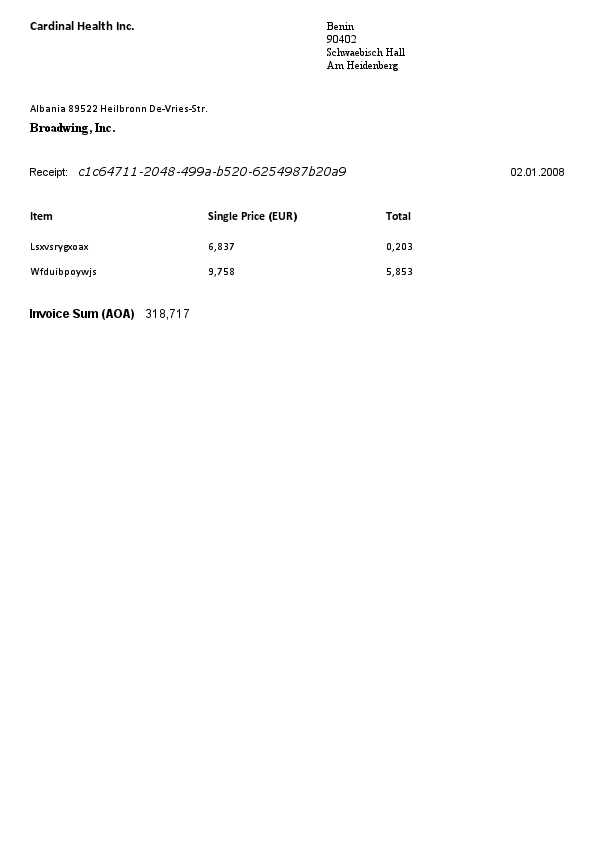 Cardinal Health Inc.
Benin
90402
Schwaebisch Hall
Am Heidenberg
Albania 89522 Heilbronn De-Vries-Str.
Broadwing, Inc.
Receipt: c1c64711-2048-499a-b520-6254987b20a9 02.01.2008
Item Single Price (EUR) Total
Lsxvsrygxoax 6,837 0,203
Wfduibpoywjs 9,758 5,853
Invoice Sum (AOA) 318,717